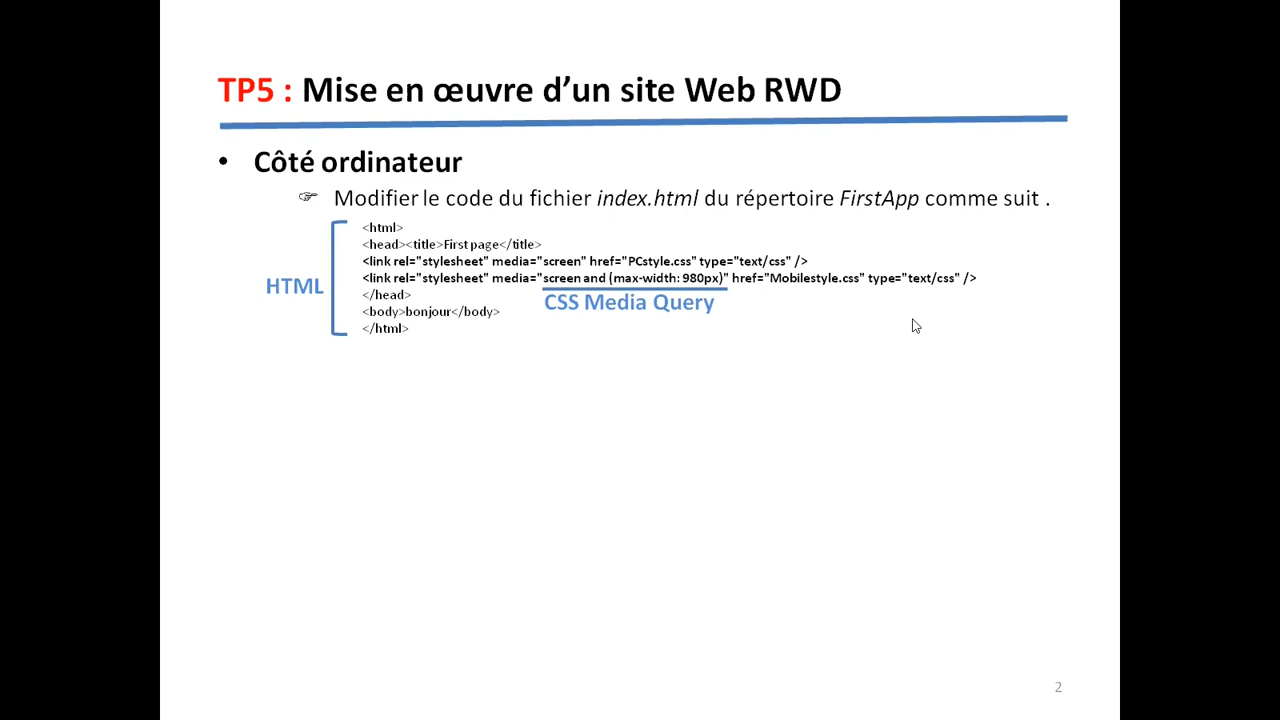 TP5 : Mise en œuvre d’un site Web RWD
• Côté ordinateur
☞ Modifier le code du fichier index.html du répertoire FirstApp comme suit .
HTML
<html>
<head><title>First page</title>
<link rel="stylesheet" media="screen" href="PCstyle.css" type="text/css" />
<link rel="stylesheet" media="screen and (max-width: 980px)" href="Mobilestyle.css" type="text/css" />
</head>
CSS Media Query
<body>bonjour</body>
</html>
2